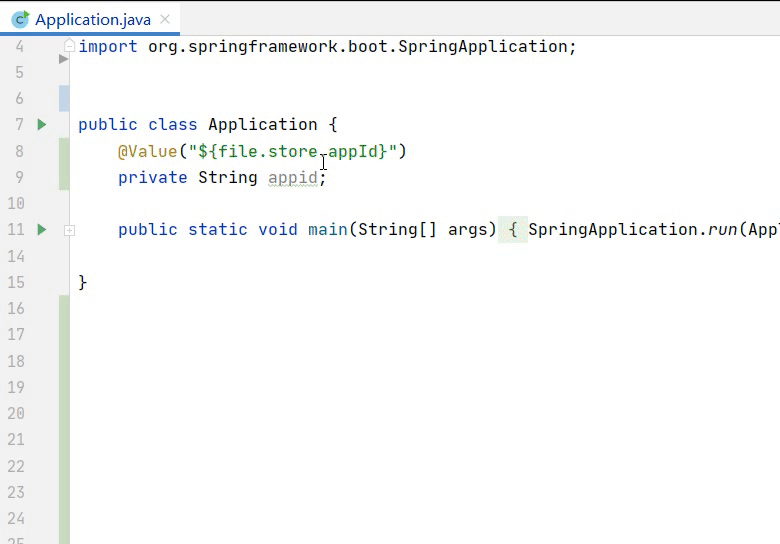 Application.java
4 import org.springframework.boot.SpringApplication;
5
6
7 public class Application {
8 @Value("${file.store.appId}")
9 private String appid;
10
11 public static void main(String[] args) { SpringApplication.run(App
14
15 }
16
17
18
19
20
21
22
23
24
25